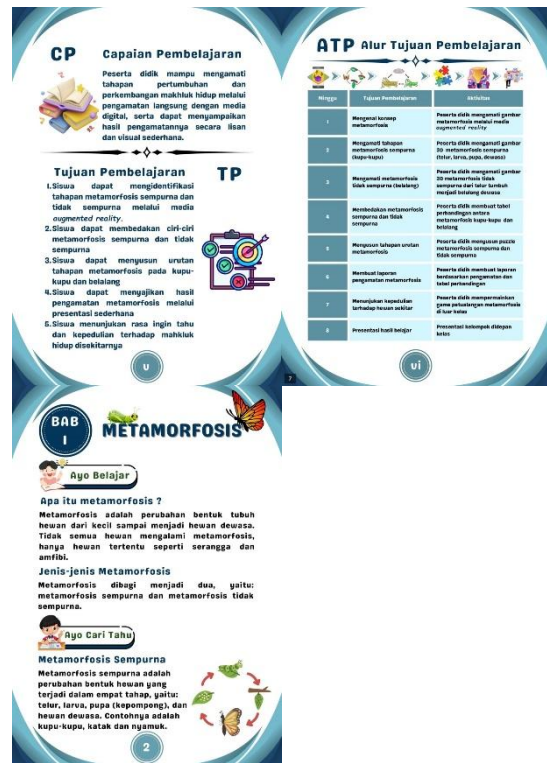 CP
Capaian Pembelajaran
Peserta didik mampu mengamati
tahapan pertumbuhan dan
perkembangan makhluk hidup melalui
pengamatan langsung dengan media
digital, serta dapat menyampaikan
hasil pengamatannya secara lisan
dan visual sederhana.
Tujuan Pembelajaran
TP
1.Sisua dapat mengidentifikasi
tahapan metamorfosis sempurna dan
tidak sempurna melalui media
augmented reality.
2.Sisua dapat membedakan ciri-ciri
metamorfosis sempurna dan tidak
sempurna
3.Sisua dapat menyusun urutan
tahapan metamorfosis pada kupu-
kupu dan belalang
4.Sisua dapat menyajikan hasil
pengamatan metamorfosis melalui
presentasi sederhana
5.Sisua menunjukan rasa ingin tahu
dan kepedulian terhadap mahkluk
hidup disekitarnya
v
ATP Alur Tujuan Pembelajaran
Minggu
Tujuan Pembelajaran
Aktivitas
1
Mengenal konsep
metamorfosis
Peserta didik mengamati gambar
metamorfosis melalui media
augmented reality
2
Mengamati tahapan
metamorfosis sempurna
(kupu-kupu)
Peserta didik mengamati gambar
3D metamorfosis sempurna
(telur, larva, pupa, dewasa)
3
Mengamati metamorfosis
tidak sempurna (belalang)
Peserta didik mengamati gambar
3D metamorfosis tidak
sempurna dari telur tumbuh
menjadi belalang dewasa
4
Membedakan metamorfosis
sempurna dan tidak
sempurna
Peserta didik membuat tabel
perbandingan antara
metamorfosis kupu-kupu dan
belalang
5
Menyusun tahapan urutan
metamorfosis
Peserta didik menyusun puzzle
metamorfosis sempurna dan
tidak sempurna
6
Membuat laporan
pengamatan metamorfosis
Peserta didik membuat laporan
berdasarkan pengamatan dan
tabel perbandingan
7
Menunjukan kepedulian
terhadap hewan sekitar
Peserta didik mempermainkan
game petualangan metamorfosis
di luar kelas
8
Presentasi hasil belajar
Presentasi kelompok didepan
kelas
7
vi
BAB
I
METAMORFOSIS
Ayo Belajar
Apa itu metamorfosis ?
Metamorfosis adalah perubahan bentuk tubuh
hewan dari kecil sampai menjadi hewan dewasa.
Tidak semua hewan mengalami metamorfosis,
hanya hewan tertentu seperti serangga dan
amfibi.
Jenis-jenis Metamorfosis
Metamorfosis dibagi menjadi dua, yaitu:
metamorfosis sempurna dan metamorfosis tidak
sempurna.
Ayo Cari Tahu
Metamorfosis Sempurna
Metamorfosis sempurna adalah
perubahan bentuk hewan yang
terjadi dalam empat tahap, yaitu:
telur, larva, pupa (kepompong), dan
hewan dewasa. Contohnya adalah
kupu-kupu, katak dan nyamuk.
2